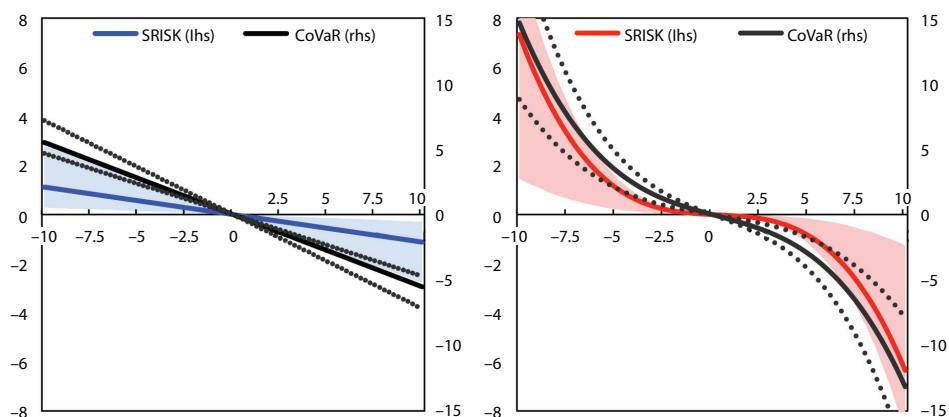 8 15 8 15
SRISK (lhs) CoVaR (rhs) SRISK (lhs) CoVaR (rhs)
6 10 6 10
4 4
5 5
2 2
2.5 5 7.5 10 2.5 5 7.5 10
0 0 0 0
–10 –7.5 –5 –2.5 0 –10 –7.5 –5 –2.5 0
–2 –2
–5 –5
–4 –4
–10 –10
–6 –6
–8 –15 –8 –15